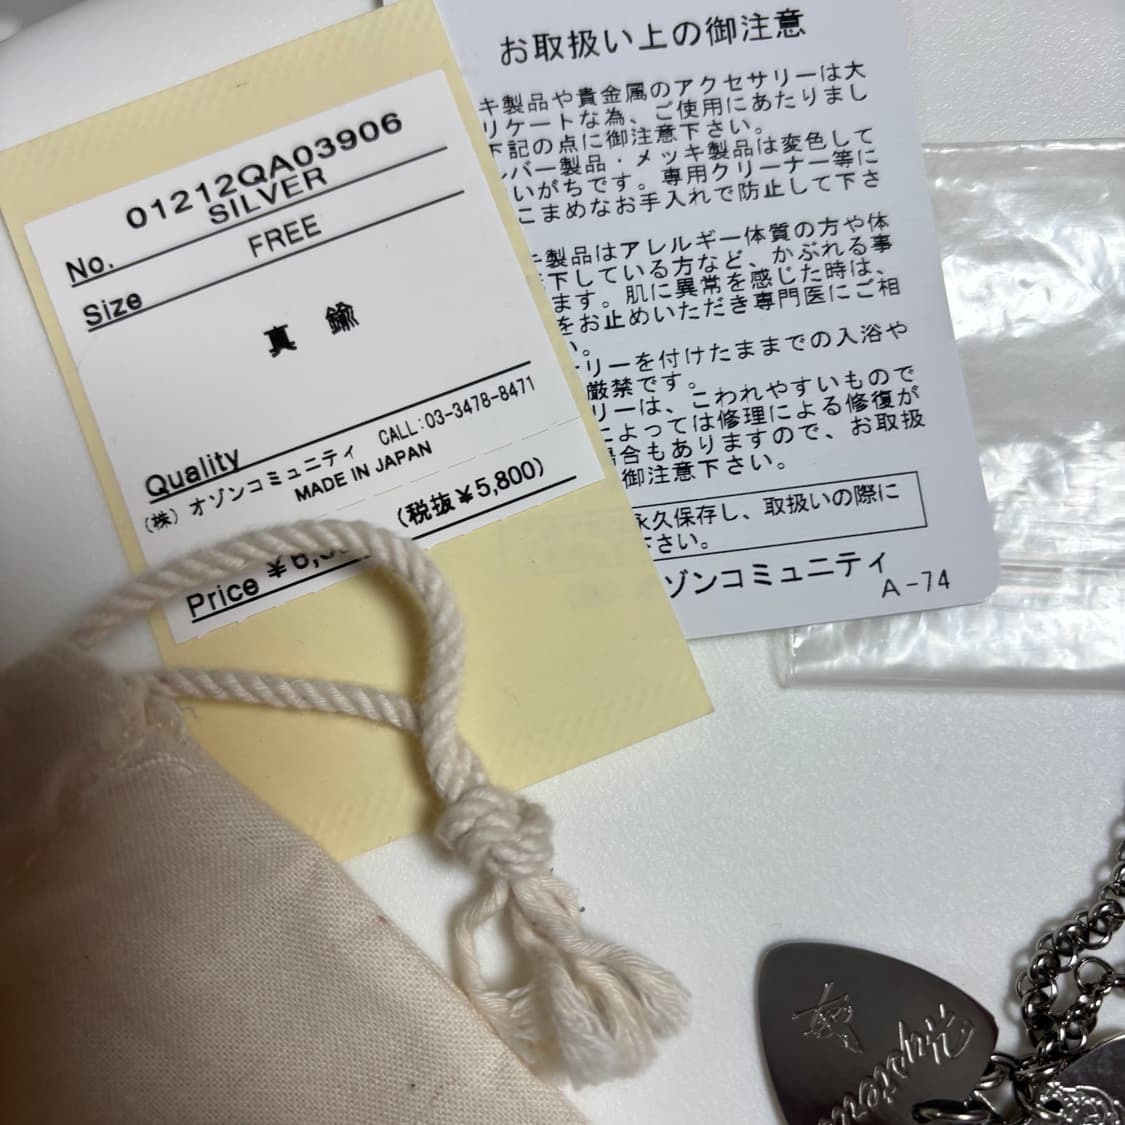 01212QA03906
SILVER
No.
FREE
Size
真鍮
Quality
(株) オゾンコミュニティ CALL:03-3478-8471
MADE IN JAPAN
(税抜¥5,800)
Price ¥6,
お取扱い上の御注意
キ製品や貴金属のアクセサリーは大
リケートな為、ご使用にあたりまし
下記の点に御注意下さい。
バー製品・メッキ製品は変色して
いがちです。専用クリーナー等に
こまめなお手入れで防止して下さ
キ製品はアレルギー体質の方や体
下している方など、かぶれる事
ます。肌に異常を感じた時は、
をお止めいただき専門医にご相
い。
リーを付けたままでの入浴や
厳禁です。
リーは、こわれやすいもので
によっては修理による修復が
場合もありますので、お取扱
御注意下さい。
永久保存し、取扱いの際に
下さい。
ゾンコミュニティ
A-74
Hysteric